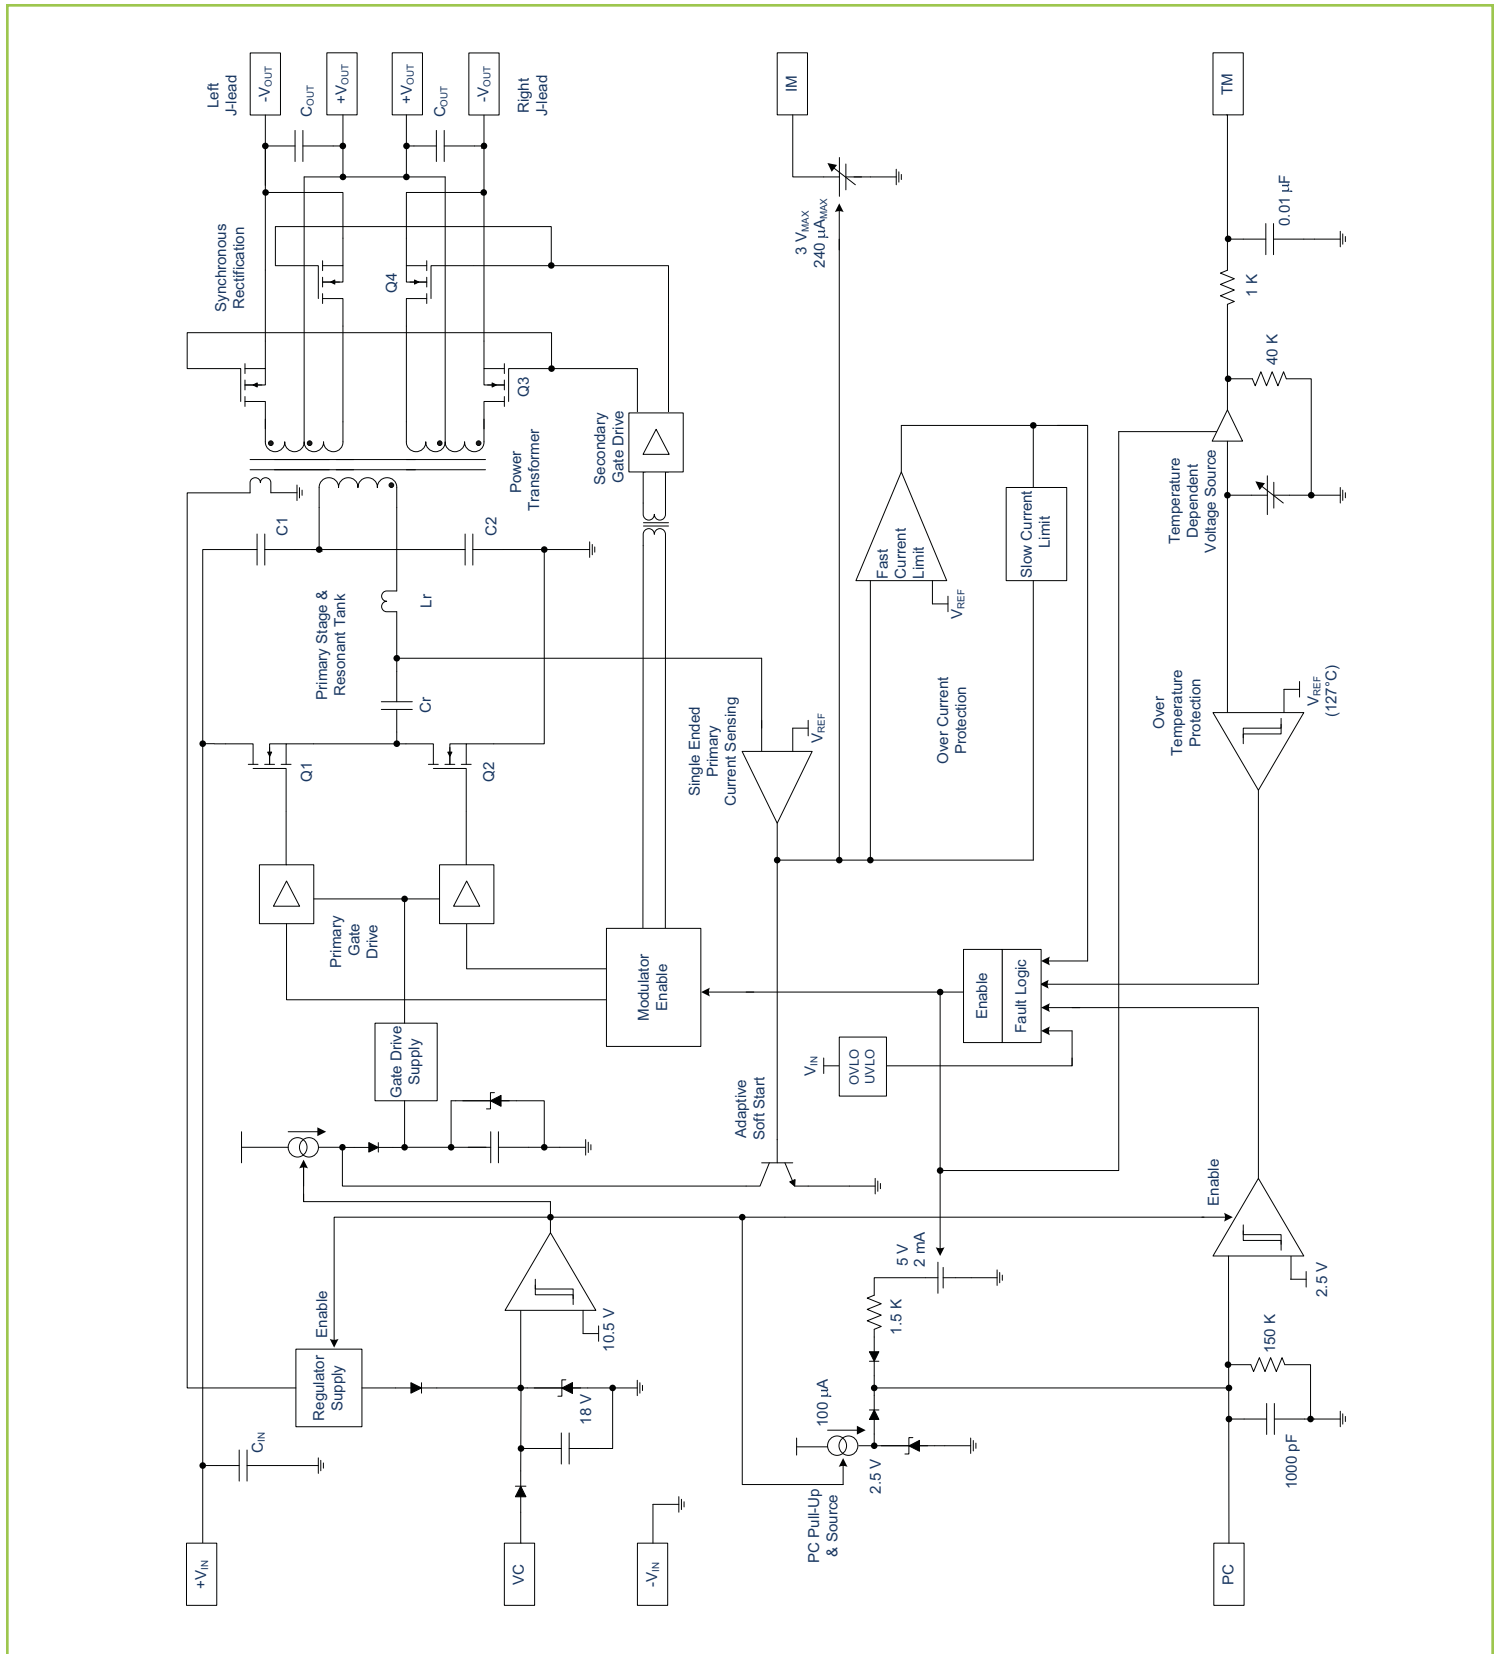 Left
J-lead
-VOUT
COUT
+VOUT
+VOUT
COUT
-VOUT
Right
J-lead
IM
TM
Synchronous
Rectification
Q4
Q3
3 VMAX
240 μAMAX
0.01 μF
1 K
40 K
Power
Transformer
Secondary
Gate Drive
C1
C2
Primary Stage &
Resonant Tank
Lr
Cr
Fast
Current
Limit
VREF
Slow Current
Limit
Temperature
Dependent
Voltage Source
Q1
Q2
Single Ended
Primary
Current Sensing
VREF
Over Current
Protection
Over
Temperature
Protection
VREF
(127°C)
Primary
Gate
Drive
Modulator
Enable
Enable
Fault Logic
Gate Drive
Supply
VIN
OVLO
UVLO
Adaptive
Soft Start
Enable
Regulator
Supply
10.5 V
18 V
CIN
5 V
2 mA
1.5 K
100 μA
2.5 V
PC Pull-Up
& Source
Enable
2.5 V
150 K
1000 pF
+VIN
VC
-VIN
PC